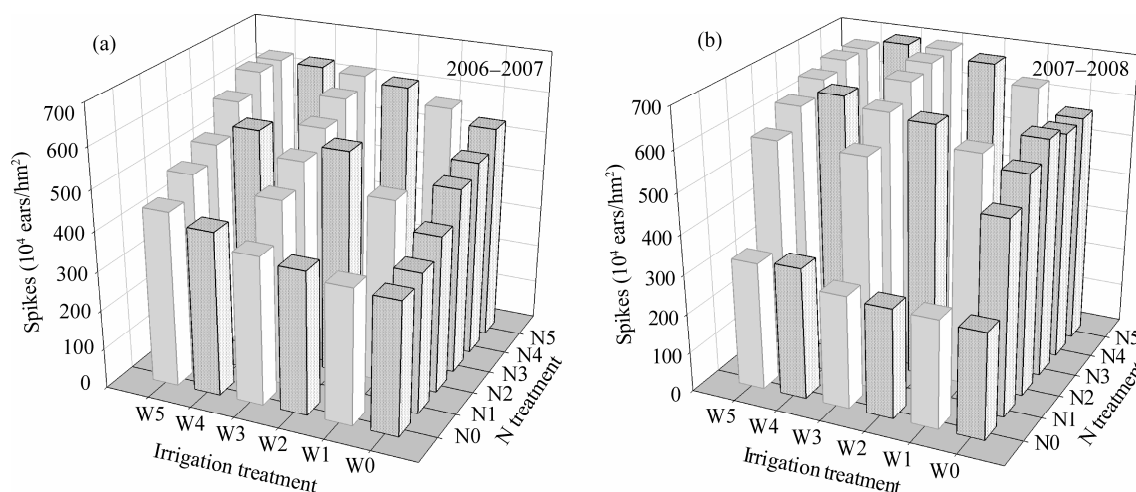 (a)
2006–2007
Spikes (10⁴ ears/hm²)
700
600
500
400
300
200
100
0
W5
W4
W3
W2
W1
W0
Irrigation treatment
N0
N1
N2
N3
N4
N5
N treatment
(b)
2007–2008
Spikes (10⁴ ears/hm²)
700
600
500
400
300
200
100
0
W5
W4
W3
W2
W1
W0
Irrigation treatment
N0
N1
N2
N3
N4
N5
N treatment